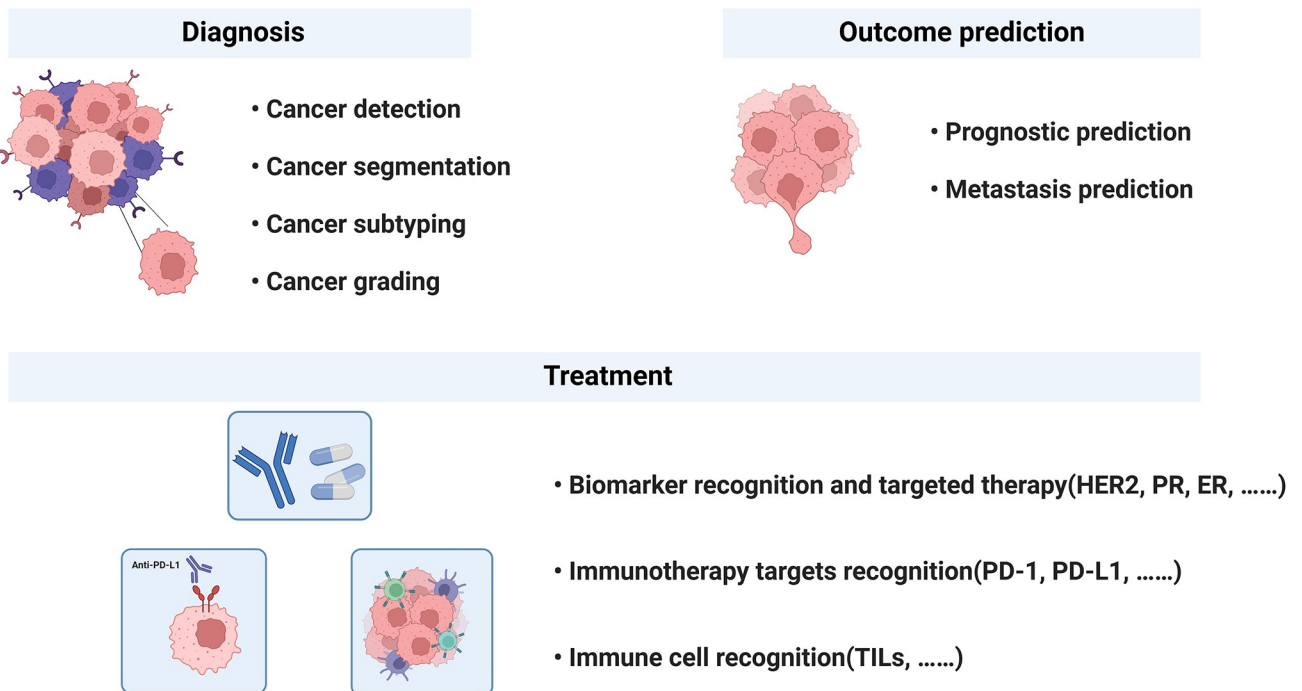 Diagnosis
• Cancer detection
• Cancer segmentation
• Cancer subtyping
• Cancer grading
Outcome prediction
• Prognostic prediction
• Metastasis prediction
Treatment
• Biomarker recognition and targeted therapy(HER2, PR, ER, ......)
Anti-PD-L1
• Immunotherapy targets recognition(PD-1, PD-L1, ......)
• Immune cell recognition(TILs, ......)